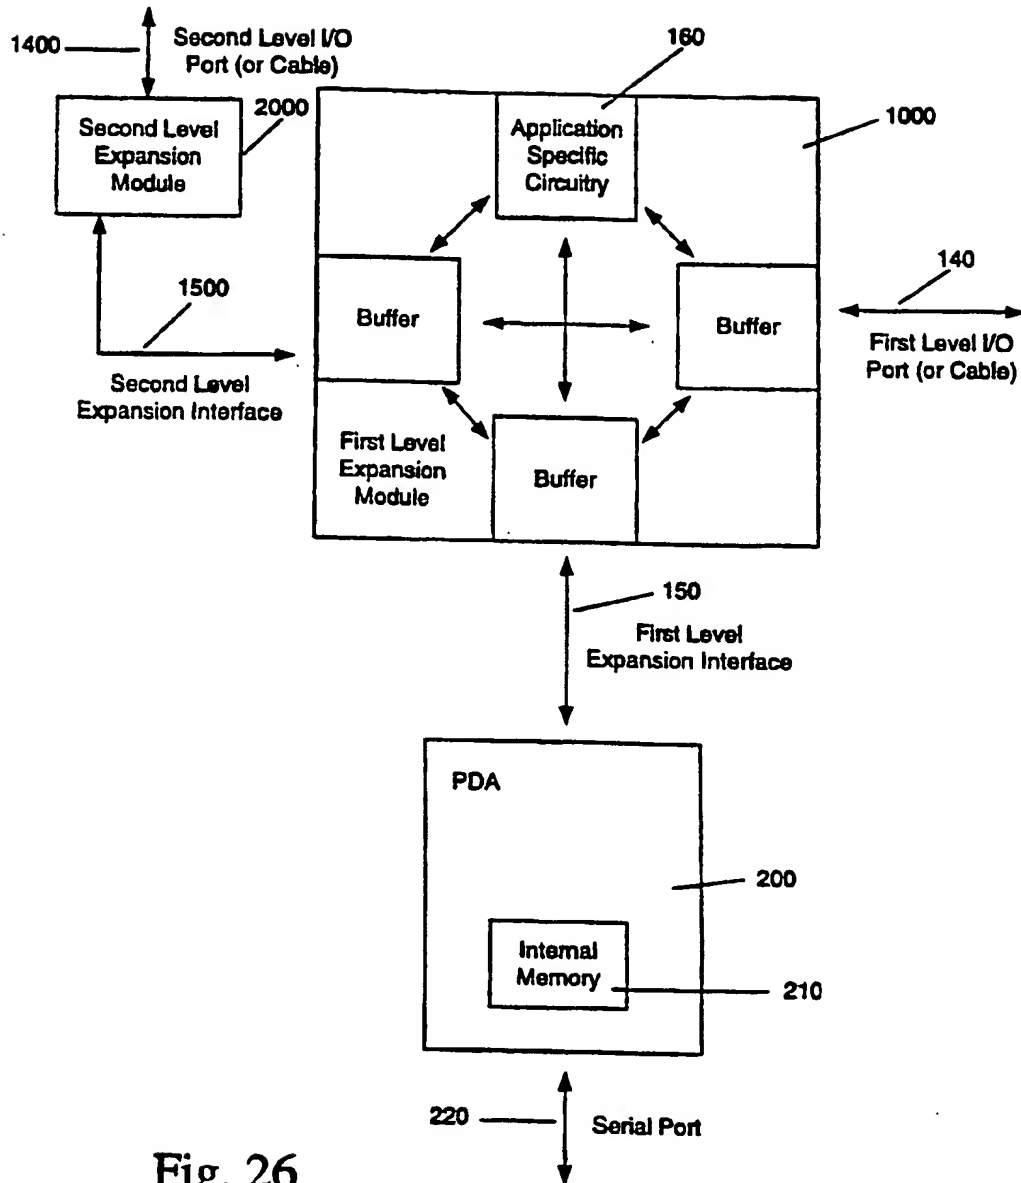 1400
Second Level I/O
Port (or Cable)
160
2000
Second Level
Expansion
Module
Application
Specific
Circuitry
1000
1500
Buffer
Buffer
140
First Level I/O
Port (or Cable)
Second Level
Expansion Interface
First Level
Expansion
Module
Buffer
150
First Level
Expansion Interface
PDA
200
Internal
Memory
210
220
Serial Port
Fig. 26